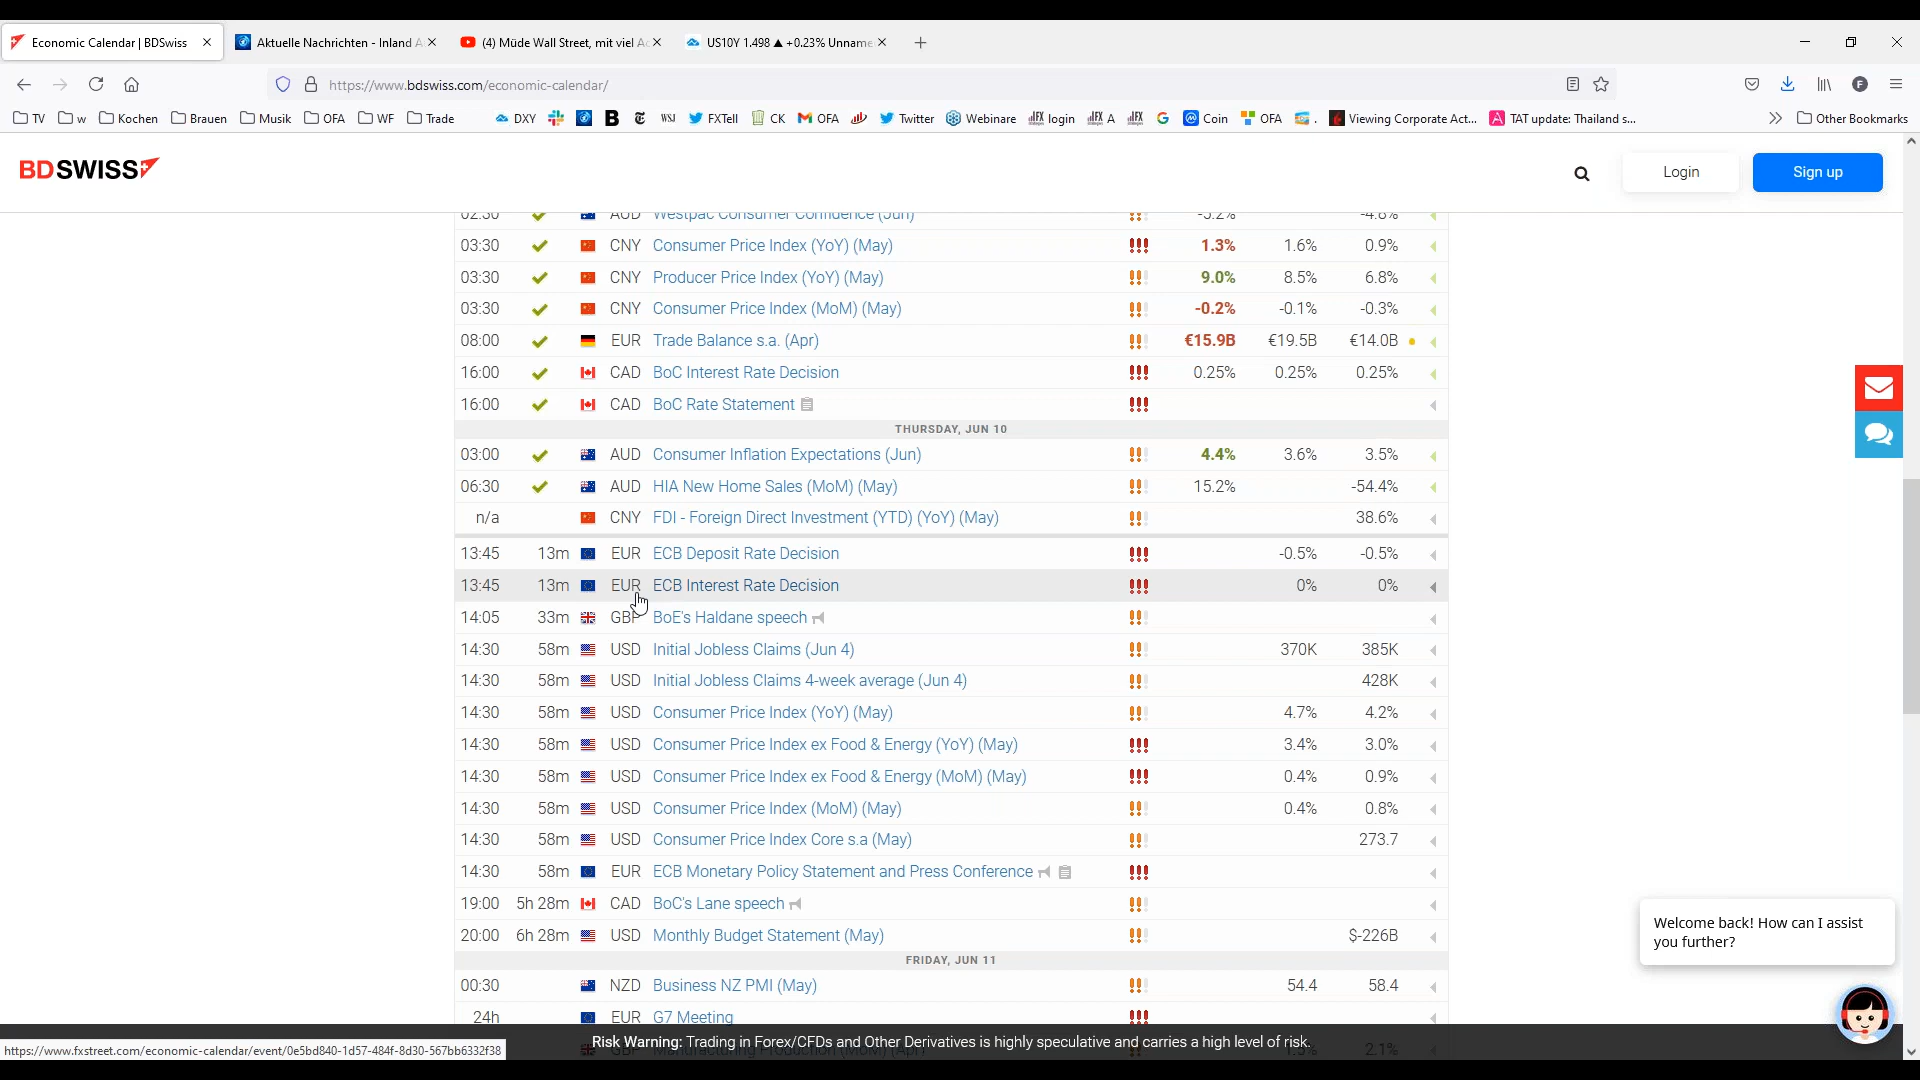 Economic Calendar | BDSwiss
Aktuelle Nachrichten - Inland A
(4) Müde Wall Street, mit viel Ac
US10Y 1.498 ▲ +0.23% Unname
https://www.bdswiss.com/economic-calendar/
TV w Kochen Brauen Musik OFA WF Trade DXY WSJ FXTell CK OFA Twitter Webinare login A Coin OFA . Viewing Corporate Act... TAT update: Thailand s... Other Bookmarks
BDSWISS
Login
Sign up
02:30 AUD Westpac Consumer Confidence (Jun) -5.2% -4.8%
03:30 CNY Consumer Price Index (YoY) (May) 1.3% 1.6% 0.9%
03:30 CNY Producer Price Index (YoY) (May) 9.0% 8.5% 6.8%
03:30 CNY Consumer Price Index (MoM) (May) -0.2% -0.1% -0.3%
08:00 EUR Trade Balance s.a. (Apr) €15.9B €19.5B €14.0B
16:00 CAD BoC Interest Rate Decision 0.25% 0.25% 0.25%
16:00 CAD BoC Rate Statement
THURSDAY, JUN 10
03:00 AUD Consumer Inflation Expectations (Jun) 4.4% 3.6% 3.5%
06:30 AUD HIA New Home Sales (MoM) (May) 15.2% -54.4%
n/a CNY FDI - Foreign Direct Investment (YTD) (YoY) (May) 38.6%
13:45 13m EUR ECB Deposit Rate Decision -0.5% -0.5%
13:45 13m EUR ECB Interest Rate Decision 0% 0%
14:05 33m GBP BoE's Haldane speech
14:30 58m USD Initial Jobless Claims (Jun 4) 370K 385K
14:30 58m USD Initial Jobless Claims 4-week average (Jun 4) 428K
14:30 58m USD Consumer Price Index (YoY) (May) 4.7% 4.2%
14:30 58m USD Consumer Price Index ex Food & Energy (YoY) (May) 3.4% 3.0%
14:30 58m USD Consumer Price Index ex Food & Energy (MoM) (May) 0.4% 0.9%
14:30 58m USD Consumer Price Index (MoM) (May) 0.4% 0.8%
14:30 58m USD Consumer Price Index Core s.a (May) 273.7
14:30 58m EUR ECB Monetary Policy Statement and Press Conference
19:00 5h 28m CAD BoC's Lane speech
20:00 6h 28m USD Monthly Budget Statement (May) $-226B
FRIDAY, JUN 11
00:30 NZD Business NZ PMI (May) 54.4 58.4
24h EUR G7 Meeting
Welcome back! How can I assist
you further?
Risk Warning: Trading in Forex/CFDs and Other Derivatives is highly speculative and carries a high level of risk.
https://www.fxstreet.com/economic-calendar/event/0e5bd840-1d57-484f-8d30-567bb6332f38